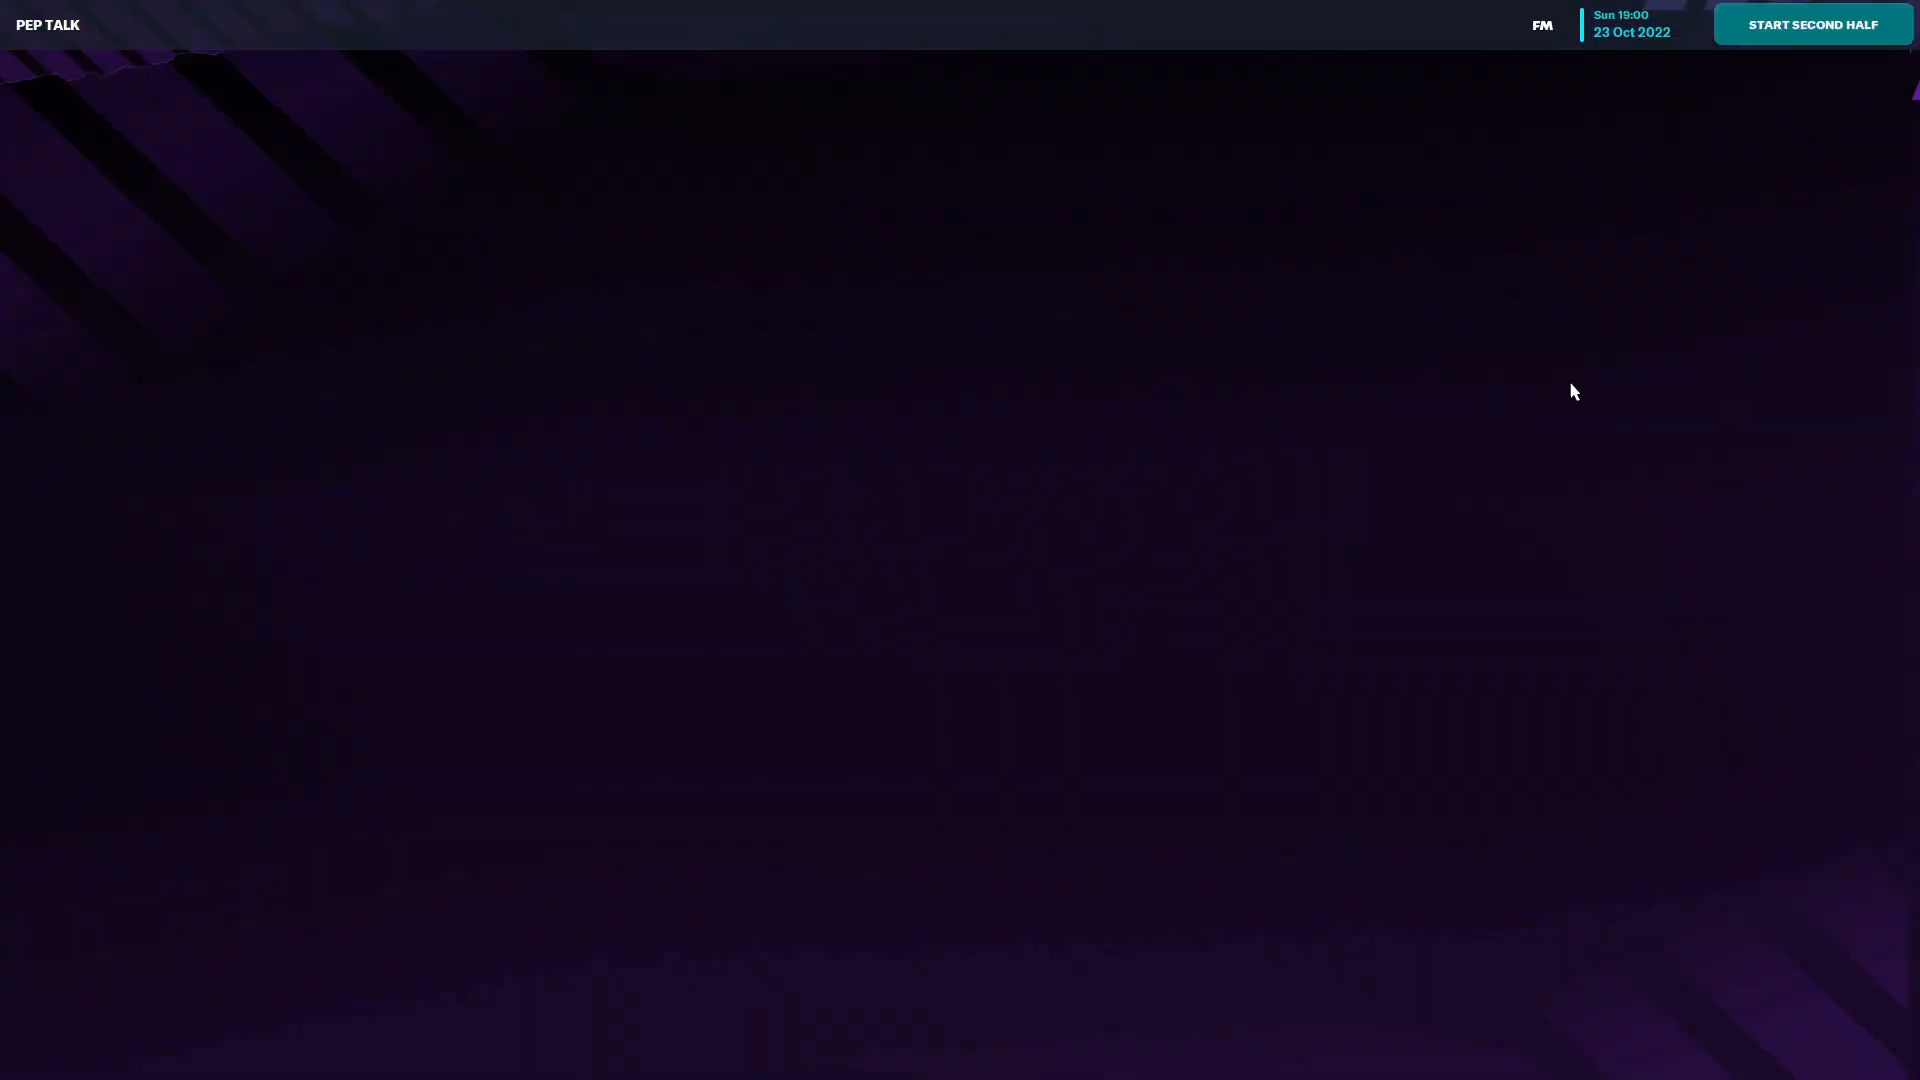 PEP TALK
FM
Sun 19:00
23 Oct 2022
START SECOND HALF